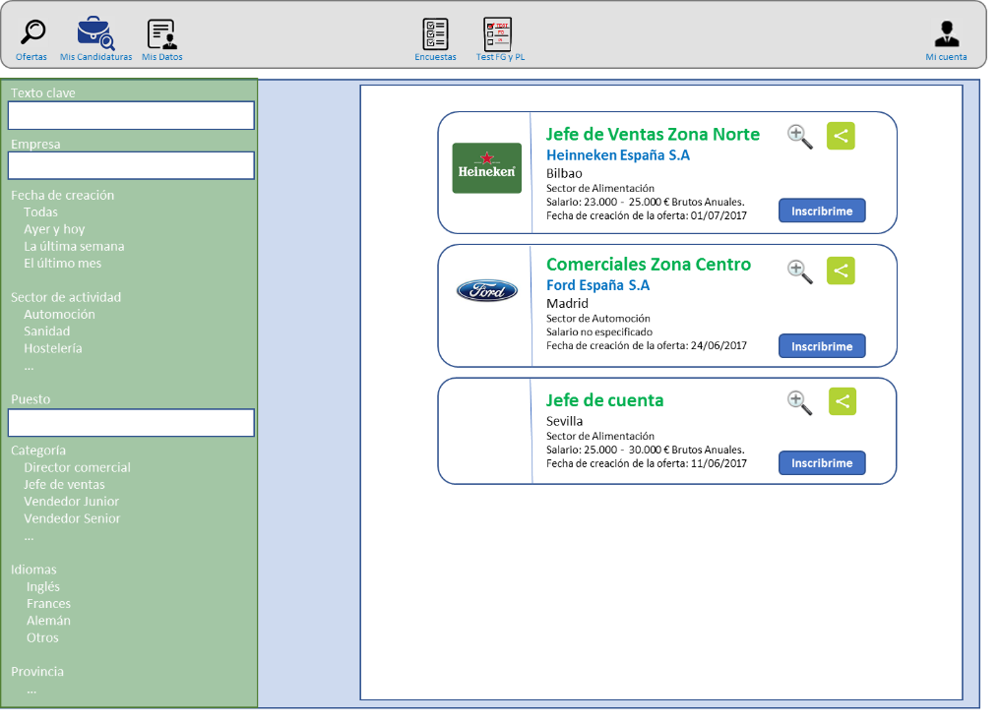 Ofertas
Mis Candidaturas
Mis Datos
Encuestas
TEST
FG
PL
Test FG y PL
Mi cuenta
Texto clave
Empresa
Fecha de creación
Todas
Ayer y hoy
La última semana
El último mes
Sector de actividad
Automoción
Sanidad
Hostelería
...
Puesto
Categoría
Director comercial
Jefe de ventas
Vendedor Junior
Vendedor Senior
...
Idiomas
Inglés
Frances
Alemán
Otros
Provincia
...
Heineken
Jefe de Ventas Zona Norte
Heinneken España S.A
Bilbao
Sector de Alimentación
Salario: 23.000 - 25.000 € Brutos Anuales.
Fecha de creación de la oferta: 01/07/2017
Inscribrime
Ford
Comerciales Zona Centro
Ford España S.A
Madrid
Sector de Automoción
Salario no especificado
Fecha de creación de la oferta: 24/06/2017
Inscribrime
Jefe de cuenta
Sevilla
Sector de Alimentación
Salario: 25.000 - 30.000 € Brutos Anuales.
Fecha de creación de la oferta: 11/06/2017
Inscribrime